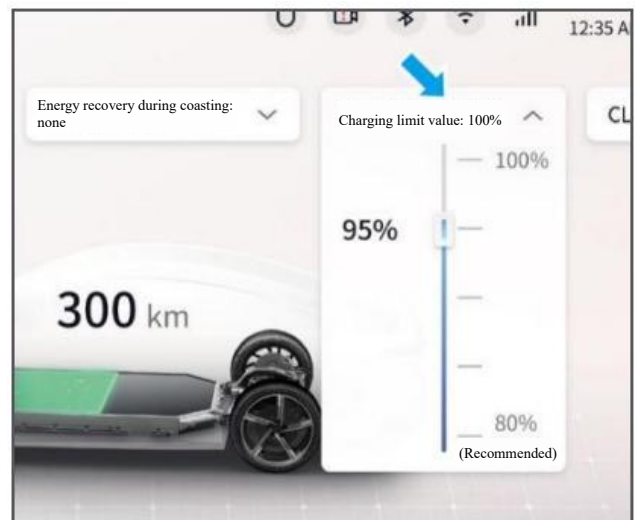 12:35 A
Energy recovery during coasting:
none
Charging limit value: 100%
CL
100%
95%
300 km
80%
(Recommended)